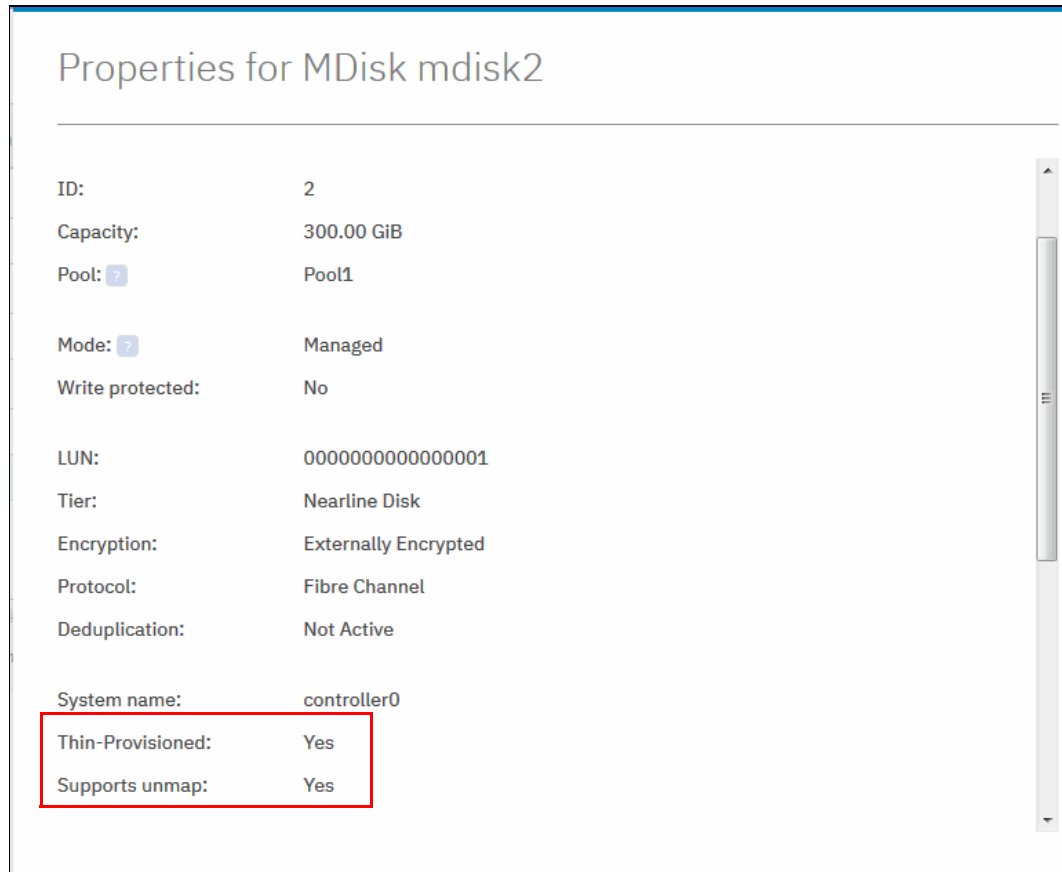 Properties for MDisk mdisk2
ID: 2
Capacity: 300.00 GiB
Pool: ? Pool1
Mode: ? Managed
Write protected: No
LUN: 0000000000000001
Tier: Nearline Disk
Encryption: Externally Encrypted
Protocol: Fibre Channel
Deduplication: Not Active
System name: controller0
Thin-Provisioned: Yes
Supports unmap: Yes